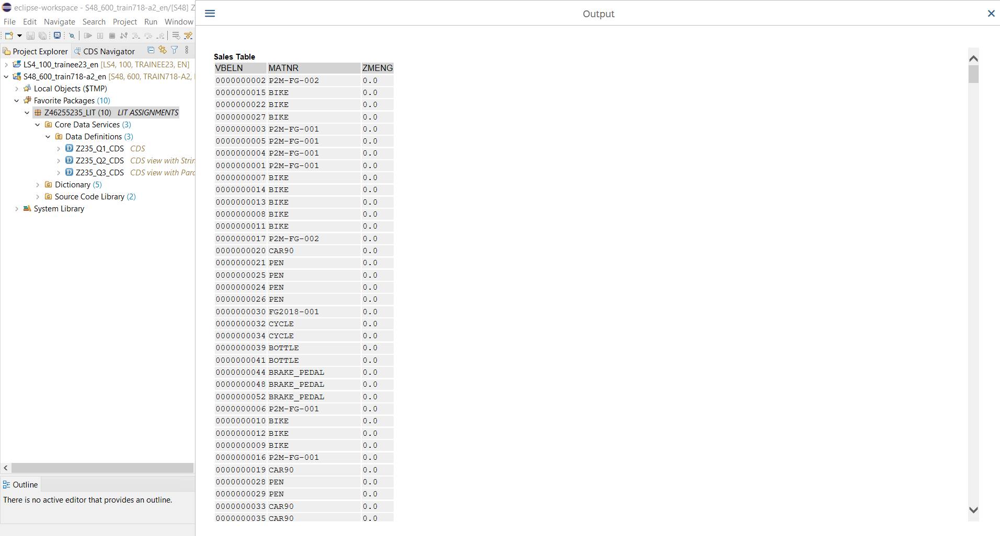 eclipse-workspace - S48_600_train718-a2_en/[S48] Z
File Edit Navigate Search Project Run Window
Project Explorer CDS Navigator
LS4_100_trainee23_en [LS4, 100, TRAINEE23, EN]
S48_600_train718-a2_en [S48, 600, TRAIN718-A2,
Local Objects ($TMP)
Favorite Packages (10)
Z46255235_LIT (10) LIT ASSIGNMENTS
Core Data Services (3)
Data Definitions (3)
Z235_Q1_CDS CDS
Z235_Q2_CDS CDS view with Strin
Z235_Q3_CDS CDS view with Para
Dictionary (5)
Source Code Library (2)
System Library
Outline
There is no active editor that provides an outline.
Output
Sales Table
VBELN MATNR ZMENG
0000000002 P2M-FG-002 0.0
0000000015 BIKE 0.0
0000000022 BIKE 0.0
0000000027 BIKE 0.0
0000000003 P2M-FG-001 0.0
0000000005 P2M-FG-001 0.0
0000000004 P2M-FG-001 0.0
0000000001 P2M-FG-001 0.0
0000000007 BIKE 0.0
0000000014 BIKE 0.0
0000000013 BIKE 0.0
0000000008 BIKE 0.0
0000000011 BIKE 0.0
0000000017 P2M-FG-002 0.0
0000000020 CAR90 0.0
0000000021 PEN 0.0
0000000025 PEN 0.0
0000000024 PEN 0.0
0000000026 PEN 0.0
0000000030 FG2018-001 0.0
0000000032 CYCLE 0.0
0000000034 CYCLE 0.0
0000000039 BOTTLE 0.0
0000000041 BOTTLE 0.0
0000000044 BRAKE_PEDAL 0.0
0000000048 BRAKE_PEDAL 0.0
0000000052 BRAKE_PEDAL 0.0
0000000006 P2M-FG-001 0.0
0000000010 BIKE 0.0
0000000012 BIKE 0.0
0000000009 BIKE 0.0
0000000016 P2M-FG-001 0.0
0000000019 CAR90 0.0
0000000028 PEN 0.0
0000000029 PEN 0.0
0000000033 CAR90 0.0
0000000035 CAR90 0.0